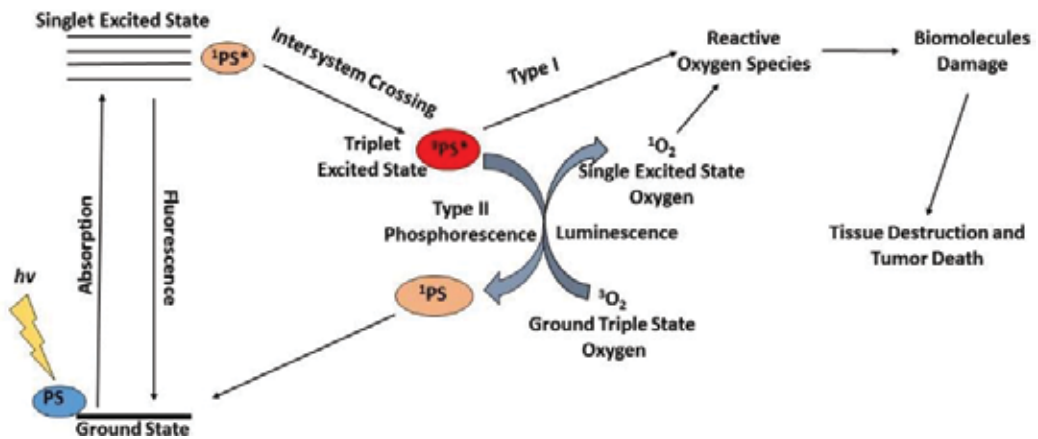 Singlet Excited State
¹PS*
Intersystem Crossing
Type I
Reactive
Oxygen Species
Biomolecules
Damage
Triplet
Excited State
³PS*
¹O₂
Single Excited State
Oxygen
Absorption
Fluorescence
Type II
Phosphorescence
Luminescence
Tissue Destruction and
Tumor Death
hv
¹PS
³O₂
Ground Triple State
Oxygen
PS
Ground State